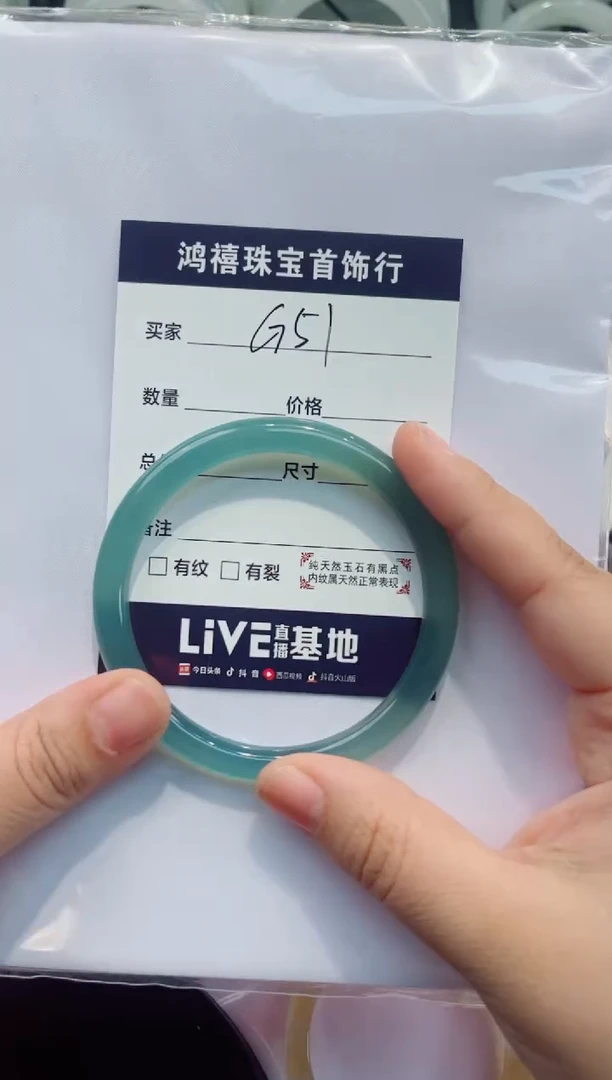 鸿禧珠宝首饰行
买家 G51
数量 价格
尺寸
备注
有纹 有裂
纯天然玉石有黑点
内纹属天然正常表现
LiVE直播基地
今日头条 抖音 西瓜视频 抖音火山版